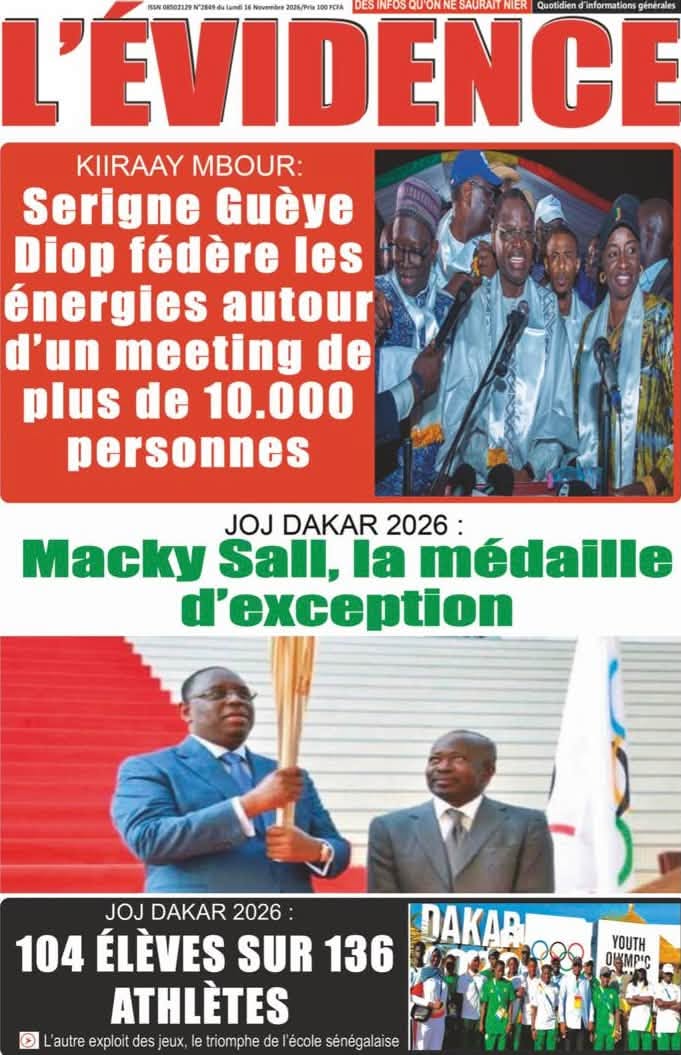 ISSN 08502129 N°2849 du Lundi 16 Novembre 2026/Prix 100 FCFA
DES INFOS QU'ON NE SAURAIT NIER
Quotidien d'informations générales
L'ÉVIDENCE
KIIRAAY MBOUR:
Serigne Guèye
Diop fédère les
énergies autour
d'un meeting de
plus de 10.000
personnes
JOJ DAKAR 2026 :
Macky Sall, la médaille
d'exception
JOJ DAKAR 2026 :
104 ÉLÈVES SUR 136
ATHLÈTES
L'autre exploit des jeux, le triomphe de l'école sénégalaise
DAKAR
YOUTH
OLYMPIC